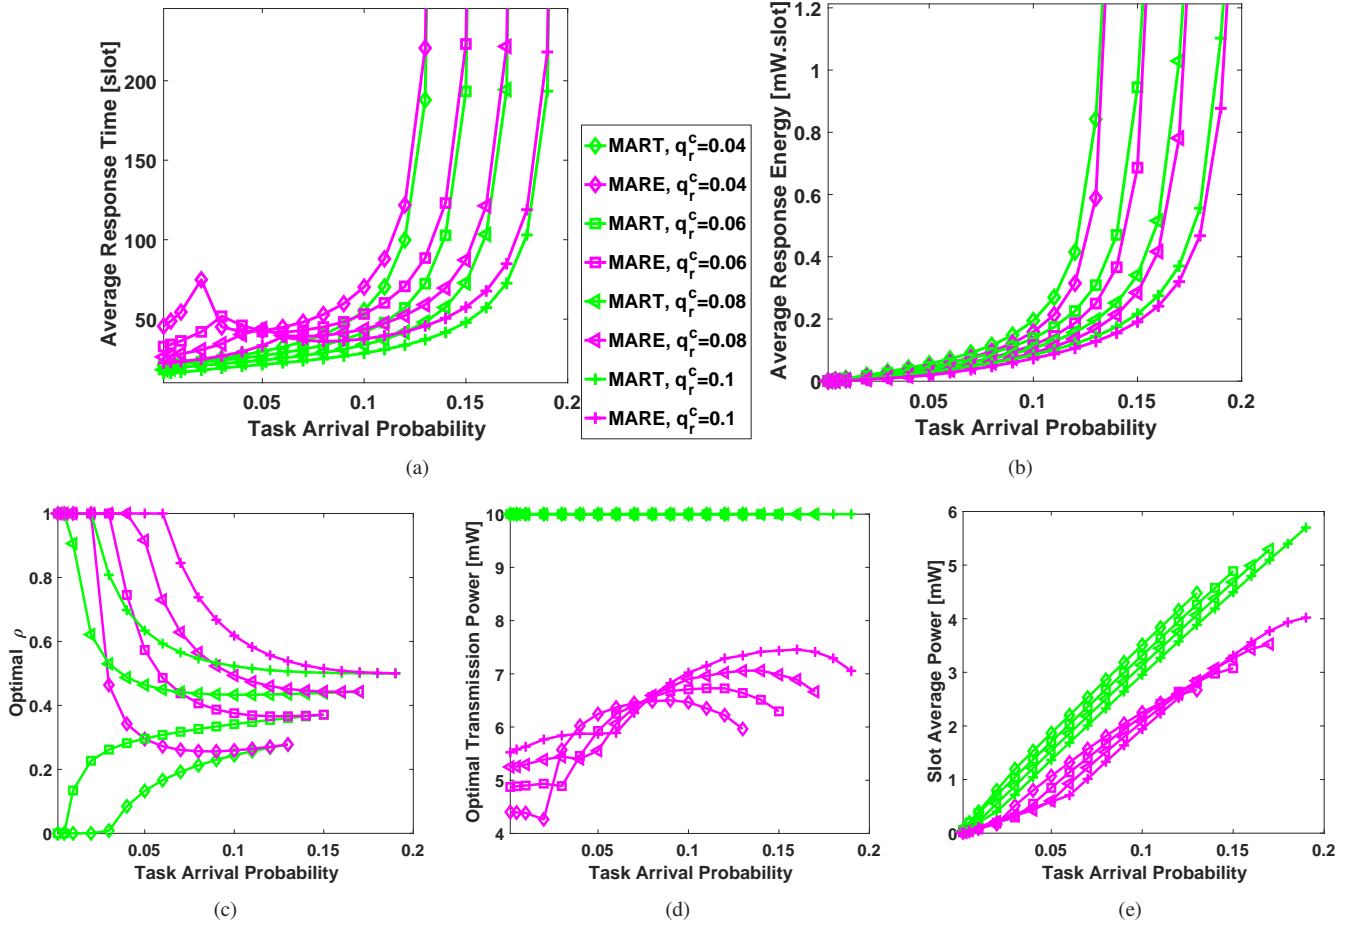 200
150
100
50
0.05
0.1
0.15
0.2
Average Response Time [slot]
Task Arrival Probability
(a)
MART, q_r^c=0.04
MARE, q_r^c=0.04
MART, q_r^c=0.06
MARE, q_r^c=0.06
MART, q_r^c=0.08
MARE, q_r^c=0.08
MART, q_r^c=0.1
MARE, q_r^c=0.1
1.2
1
0.8
0.6
0.4
0.2
0
0.05
0.1
0.15
0.2
Average Response Energy [mW.slot]
Task Arrival Probability
(b)
1
0.8
0.6
0.4
0.2
0
0.05
0.1
0.15
0.2
Optimal ρ
Task Arrival Probability
(c)
10
9
8
7
6
5
4
0.05
0.1
0.15
0.2
Optimal Transmission Power [mW]
Task Arrival Probability
(d)
6
5
4
3
2
1
0
0.05
0.1
0.15
0.2
Slot Average Power [mW]
Task Arrival Probability
(e)